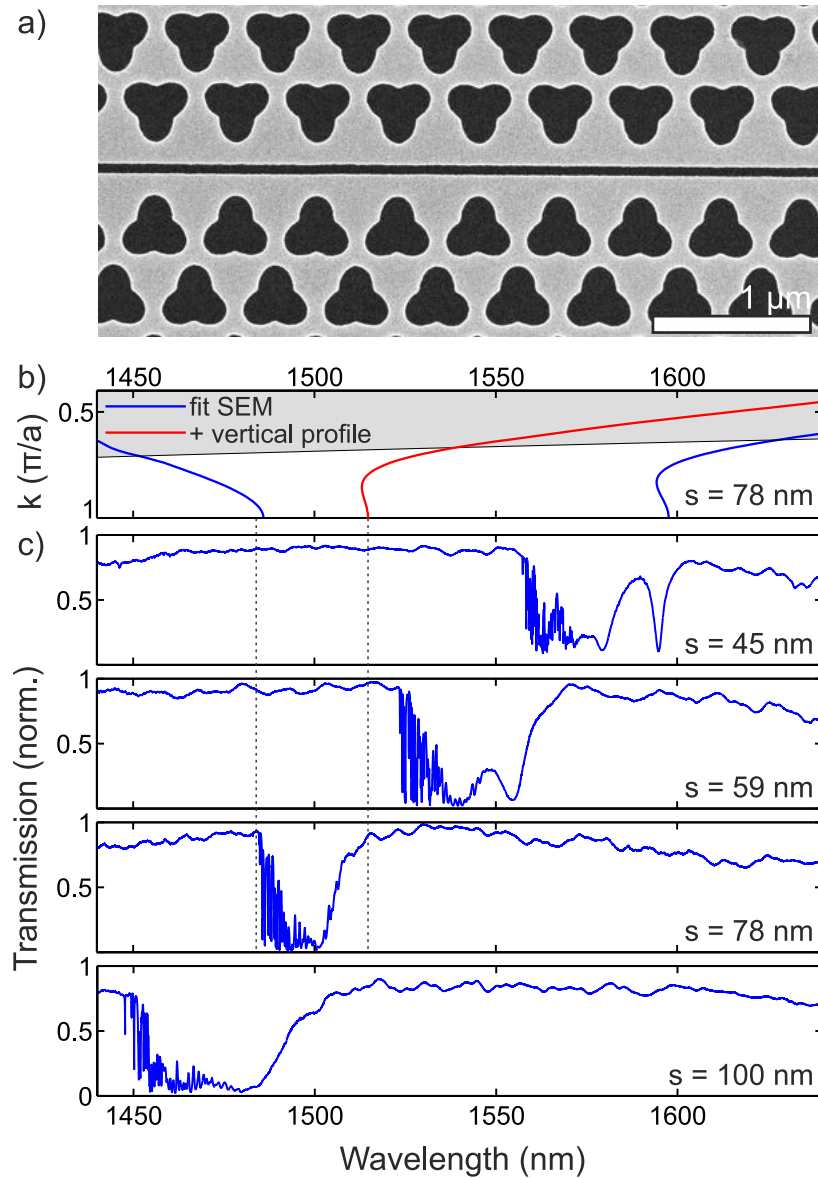 a)
1 µm
b)
1450 1500 1550 1600
k (π/a)
0.5
1
fit SEM
+ vertical profile
s = 78 nm
c)
Transmission (norm.)
1
0.5
s = 45 nm
1
0.5
s = 59 nm
1
0.5
s = 78 nm
1
0.5
0
s = 100 nm
1450 1500 1550 1600
Wavelength (nm)